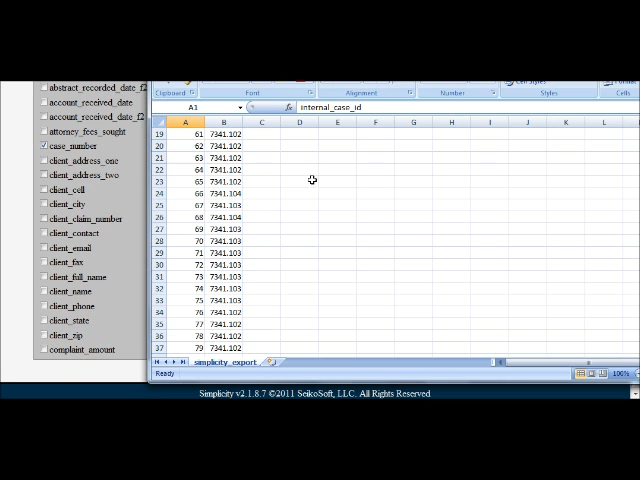 abstract_recorded_date_f2
account_received_date
account_received_date_f2
attorney_fees_sought
case_number
client_address_one
client_address_two
client_cell
client_city
client_claim_number
client_contact
client_email
client_fax
client_full_name
client_name
client_phone
client_state
client_zip
complaint_amount
Clipboard Font Alignment Number Styles Cells
A1 fx internal_case_id
A B C D E F G H I J K L M
19 61 7341.102
20 62 7341.102
21 63 7341.102
22 64 7341.102
23 65 7341.102
24 66 7341.104
25 67 7341.103
26 68 7341.104
27 69 7341.103
28 70 7341.103
29 71 7341.103
30 72 7341.103
31 73 7341.103
32 74 7341.103
33 75 7341.103
34 76 7341.102
35 77 7341.102
36 78 7341.102
37 79 7341.102
simplicity_export
Ready 100%
Simplicity v2.1.8.7 ©2011 SeikoSoft, LLC. All Rights Reserved